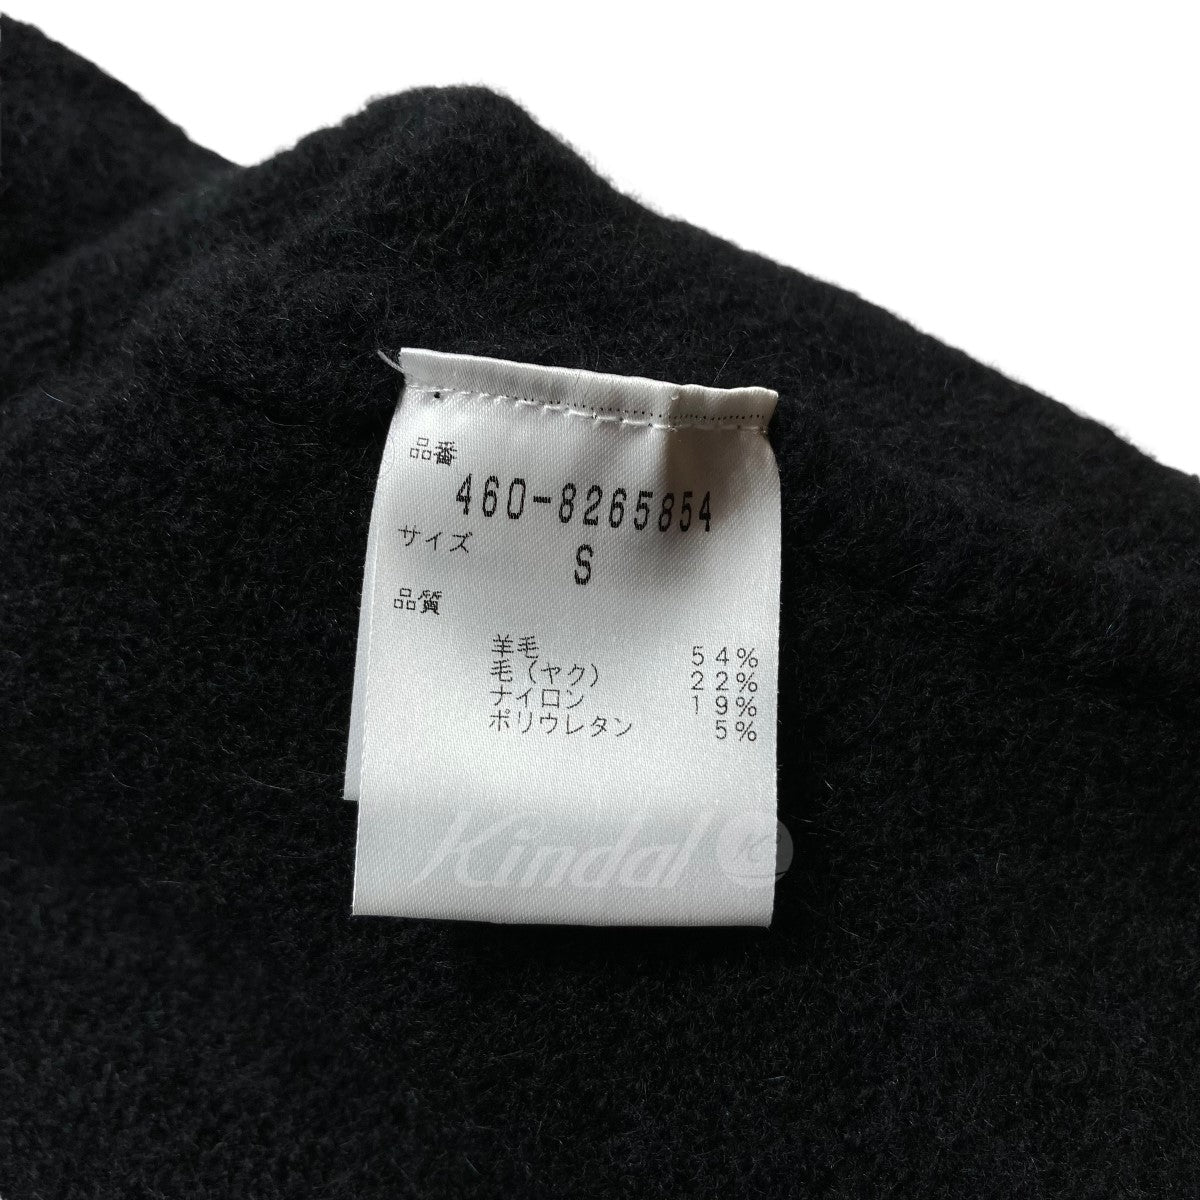 品番
460-8265854
サイズ
S
品質
羊毛 54%
毛(ヤク) 22%
ナイロン 19%
ポリウレタン 5%
Kindal